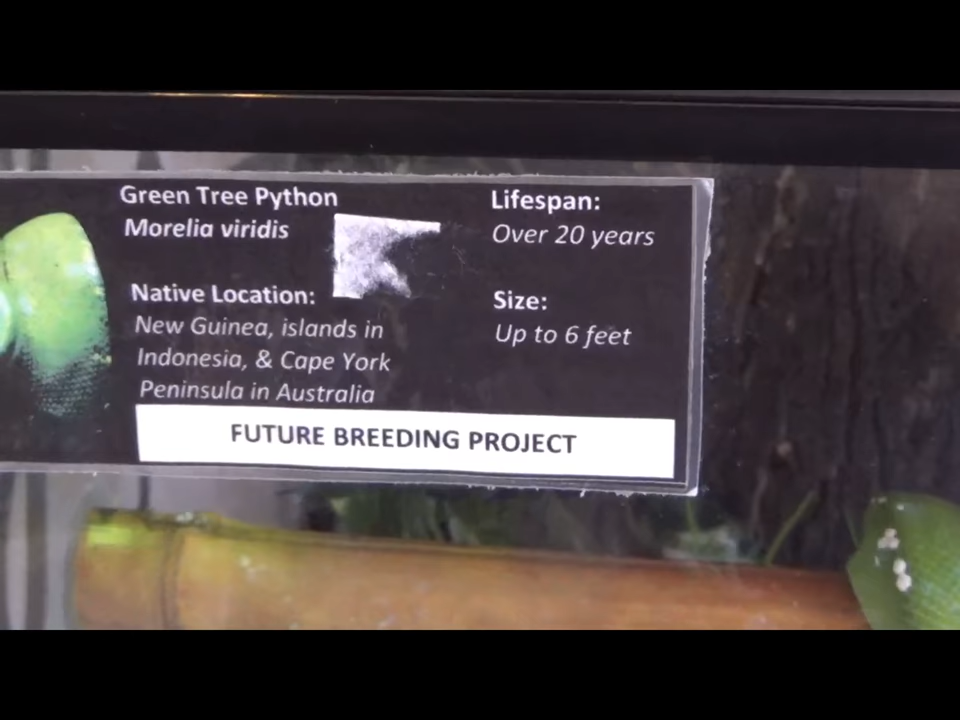 Green Tree Python
Morelia viridis
Native Location:
New Guinea, islands in
Indonesia, & Cape York
Peninsula in Australia
Lifespan:
Over 20 years
Size:
Up to 6 feet
FUTURE BREEDING PROJECT